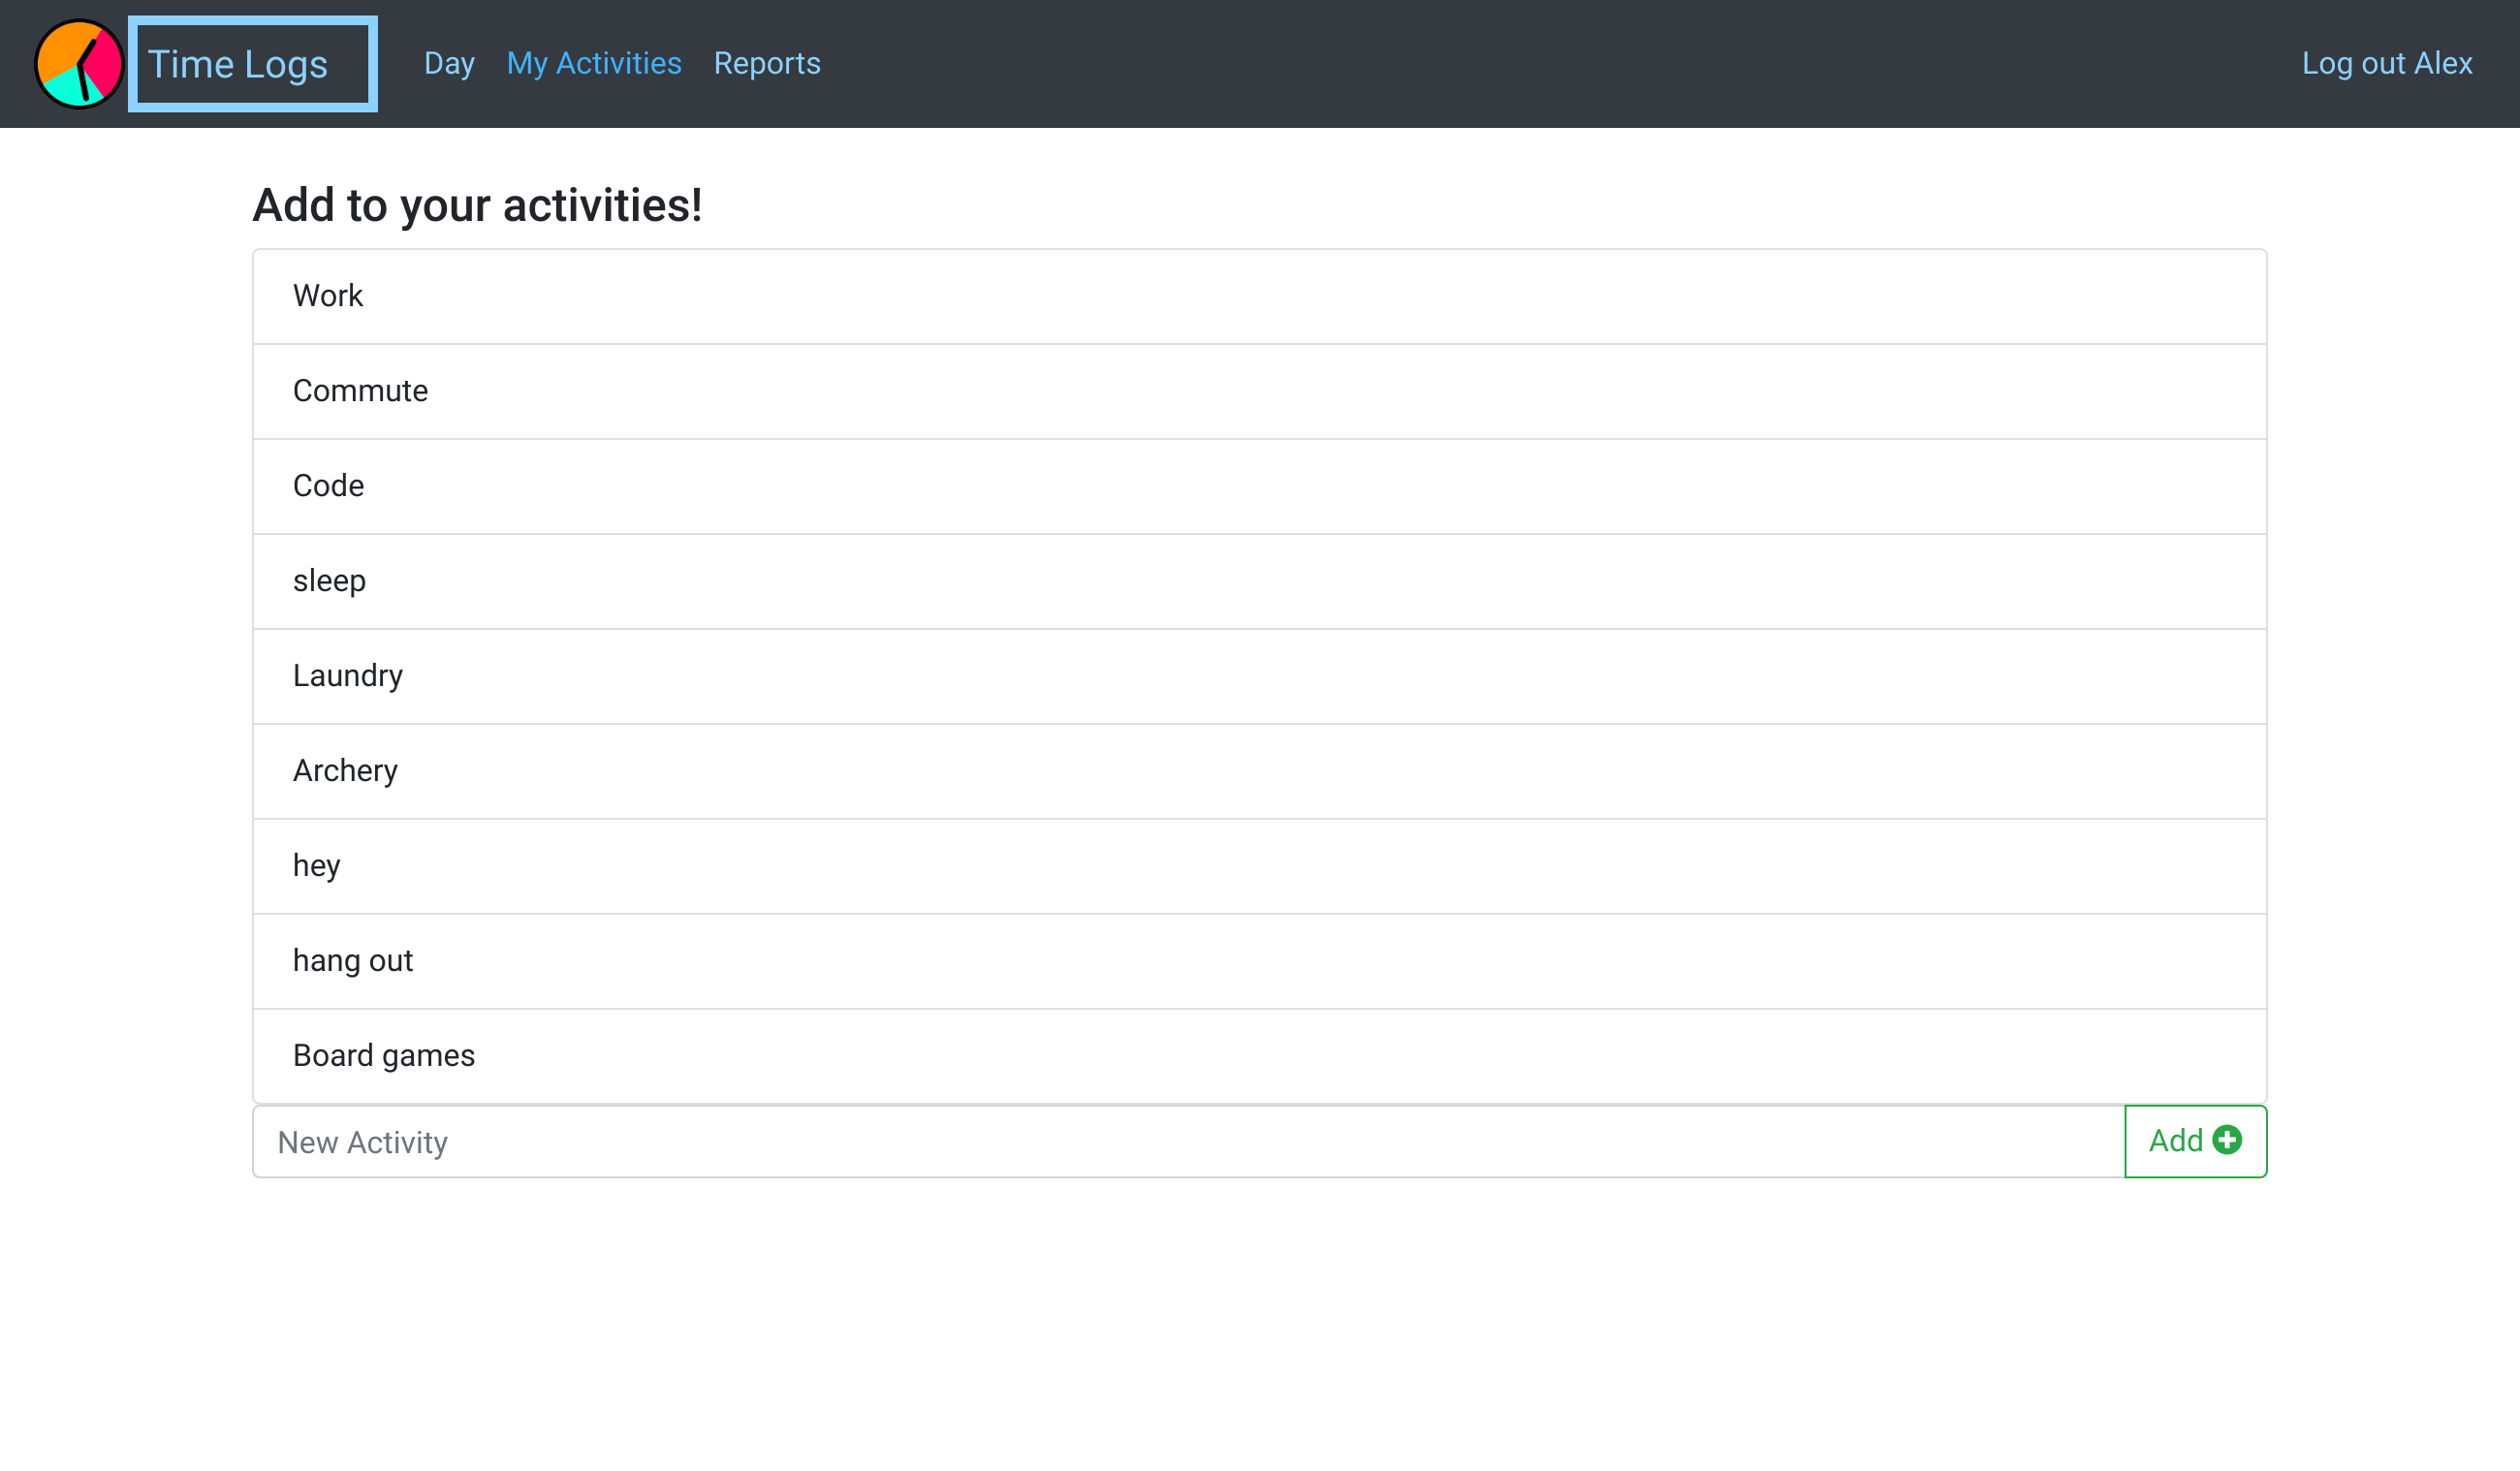 Time Logs
Day My Activities Reports
Log out Alex
Add to your activities!
Work
Commute
Code
sleep
Laundry
Archery
hey
hang out
Board games
New Activity
Add